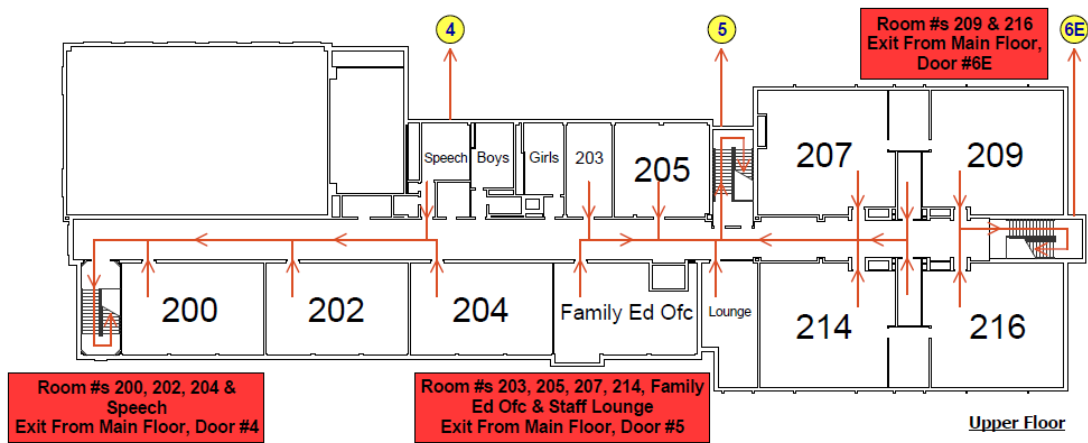 4
5
6E
Room #s 209 & 216
Exit From Main Floor,
Door #6E
Speech
Boys
Girls
203
205
207
209
200
202
204
Family Ed Ofc
Lounge
214
216
Room #s 200, 202, 204 &
Speech
Exit From Main Floor, Door #4
Room #s 203, 205, 207, 214, Family
Ed Ofc & Staff Lounge
Exit From Main Floor, Door #5
Upper Floor